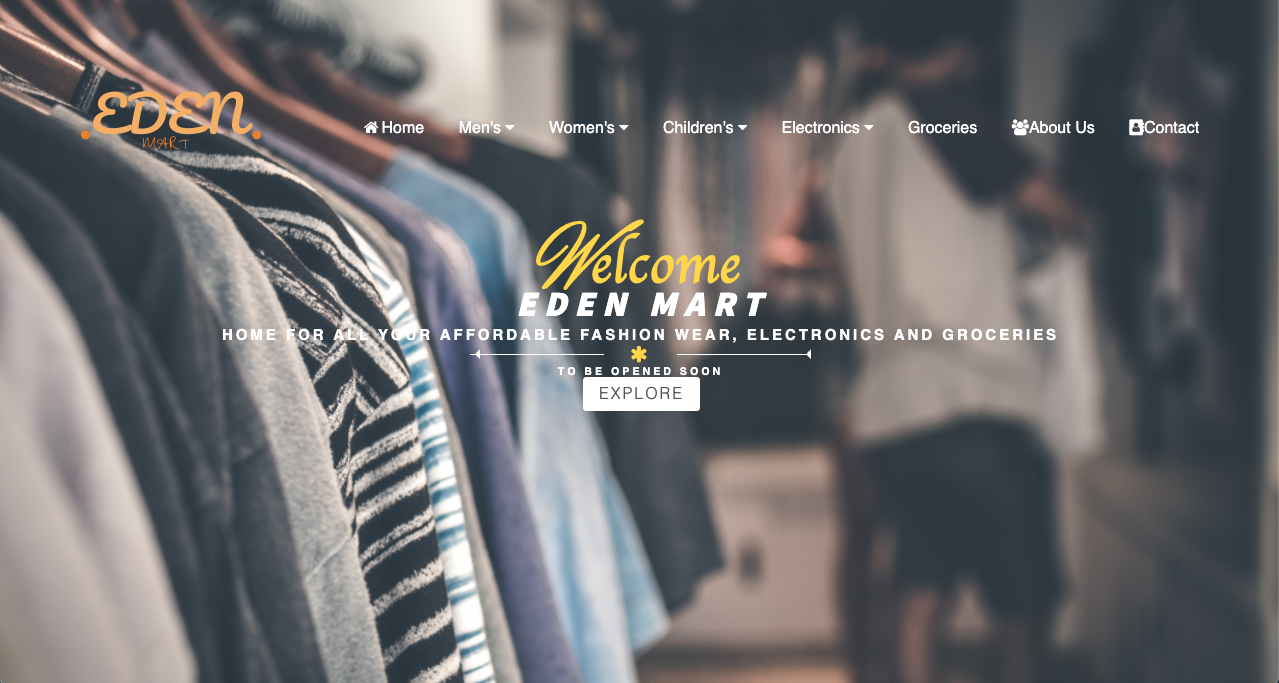 EDEN
MART
Home Men's Women's Children's Electronics Groceries About Us Contact
Welcome
EDEN MART
HOME FOR ALL YOUR AFFORDABLE FASHION WEAR, ELECTRONICS AND GROCERIES
TO BE OPENED SOON
EXPLORE